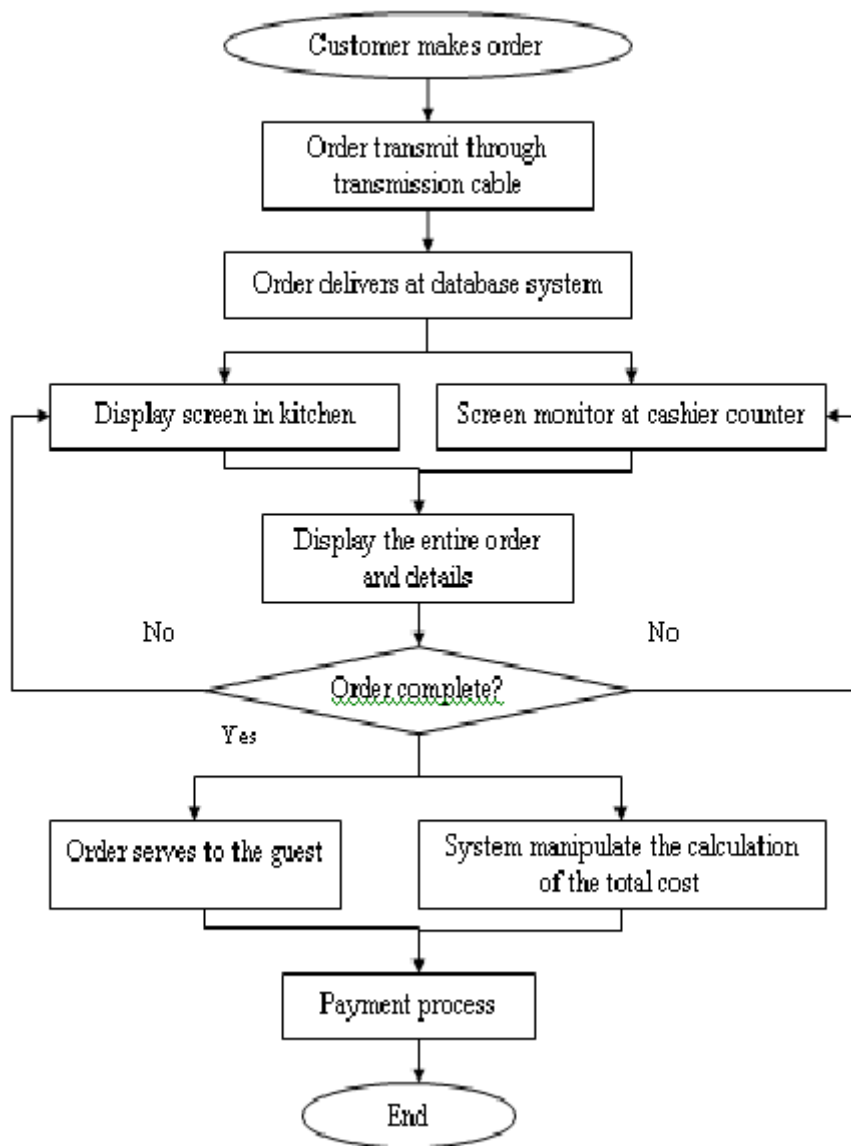 Customer makes order
Order transmit through
transmission cable
Order delivers at database system
Display screen in kitchen
Screen monitor at cashier counter
Display the entire order
and details
No
No
Order complete?
Yes
Order serves to the guest
System manipulate the calculation
of the total cost
Payment process
End